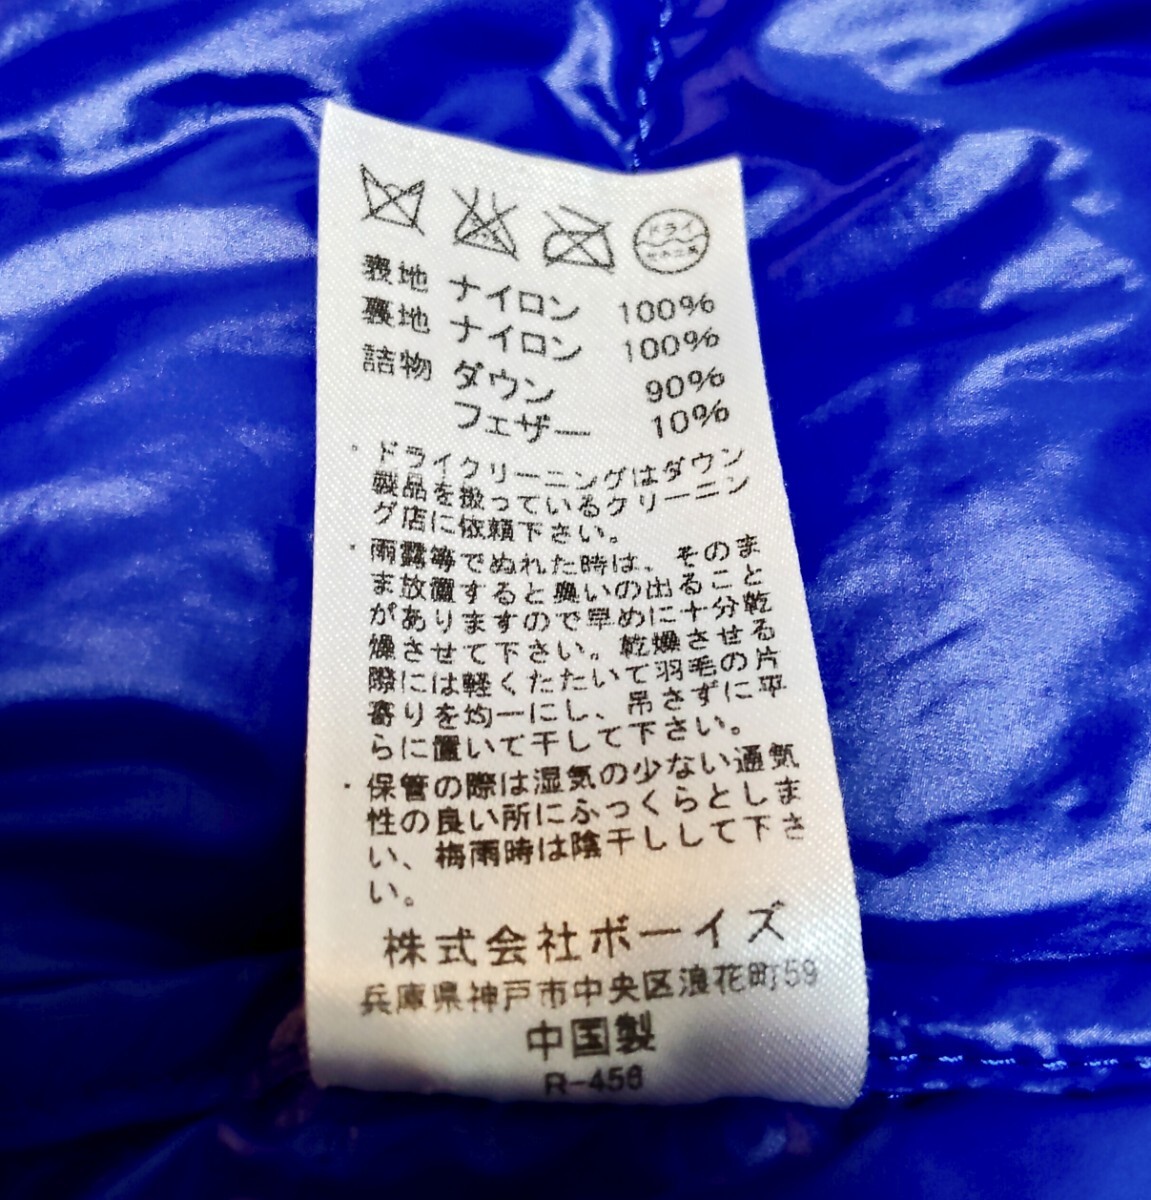 ドライ
セキユ系
表地 ナイロン 100%
裏地 ナイロン 100%
詰物 ダウン 90%
フェザー 10%
・ドライクリーニングはダウン
製品を扱っているクリーニン
グ店に依頼下さい。
・雨露等でぬれた時は、そのま
ま放置すると臭いの出ること
がありますので早めに十分乾
燥させて下さい。乾燥させる
際には軽くたたいて羽毛の片
寄りを均一にし、吊さずに平
らに置いて干して下さい。
・保管の際は湿気の少ない通気
性の良い所にふっくらとしま
い、梅雨時は陰干しして下さ
い。
株式会社ボーイズ
兵庫県神戸市中央区浪花町59
中国製
R-456